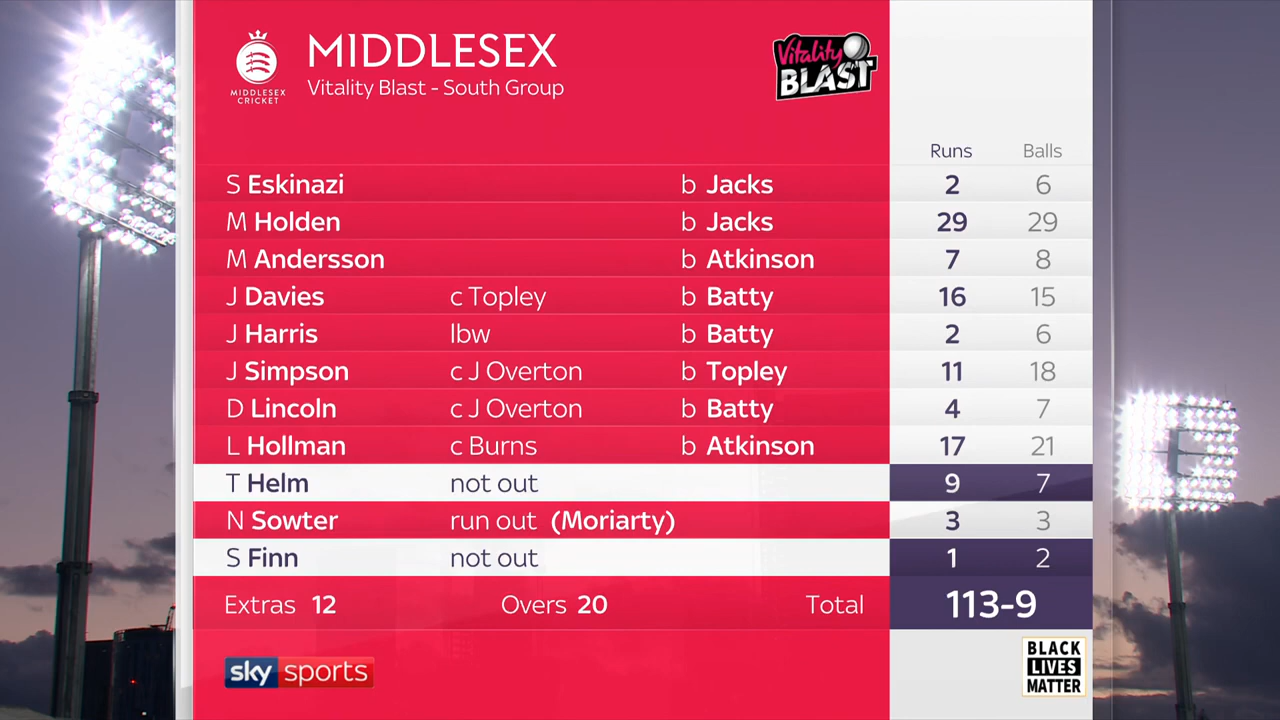 MIDDLESEX
Vitality Blast - South Group
MIDDLESEX
CRICKET
Vitality
BLAST
Runs Balls
S Eskinazi b Jacks 2 6
M Holden b Jacks 29 29
M Andersson b Atkinson 7 8
J Davies c Topley b Batty 16 15
J Harris lbw b Batty 2 6
J Simpson c J Overton b Topley 11 18
D Lincoln c J Overton b Batty 4 7
L Hollman c Burns b Atkinson 17 21
T Helm not out 9 7
N Sowter run out (Moriarty) 3 3
S Finn not out 1 2
Extras 12 Overs 20 Total 113-9
sky sports
BLACK
LIVES
MATTER